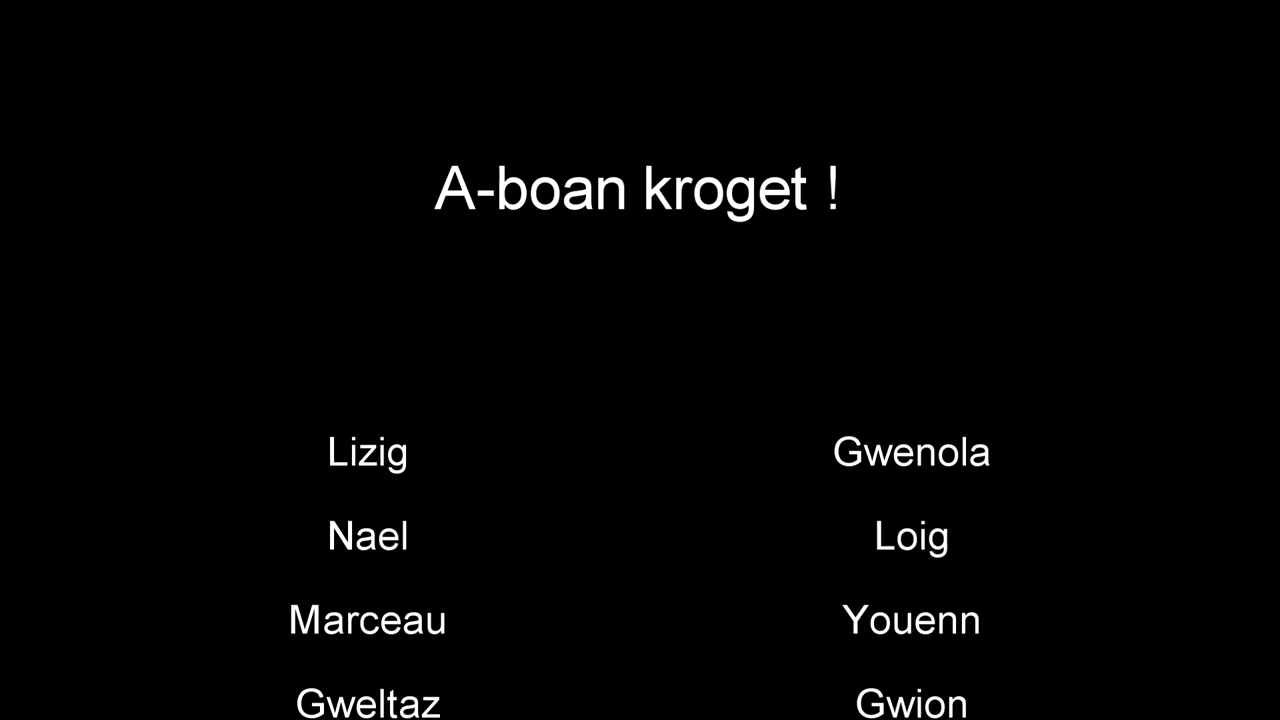 A-boan kroget !
Lizig Gwenola
Nael Loig
Marceau Youenn
Gweltaz Gwion